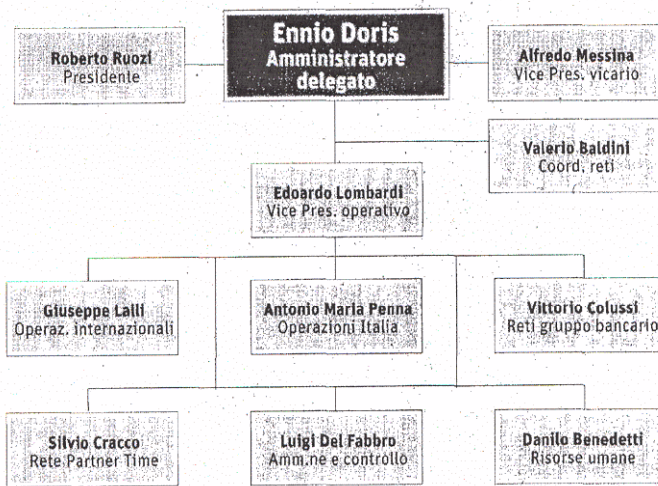 Roberto Ruozi
Presidente
Ennio Doris
Amministratore
delegato
Alfredo Messina
Vice Pres. vicario
Valerio Baldini
Coord. reti
Edoardo Lombardi
Vice Pres. operativo
Giuseppe Lalli
Operaz. internazionali
Antonio Maria Penna
Operazioni Italia
Vittorio Colussi
Reti gruppo bancario
Silvio Cracco
Rete Partner Time
Luigi Del Fabbro
Amm.ne e controllo
Danilo Benedetti
Risorse umane